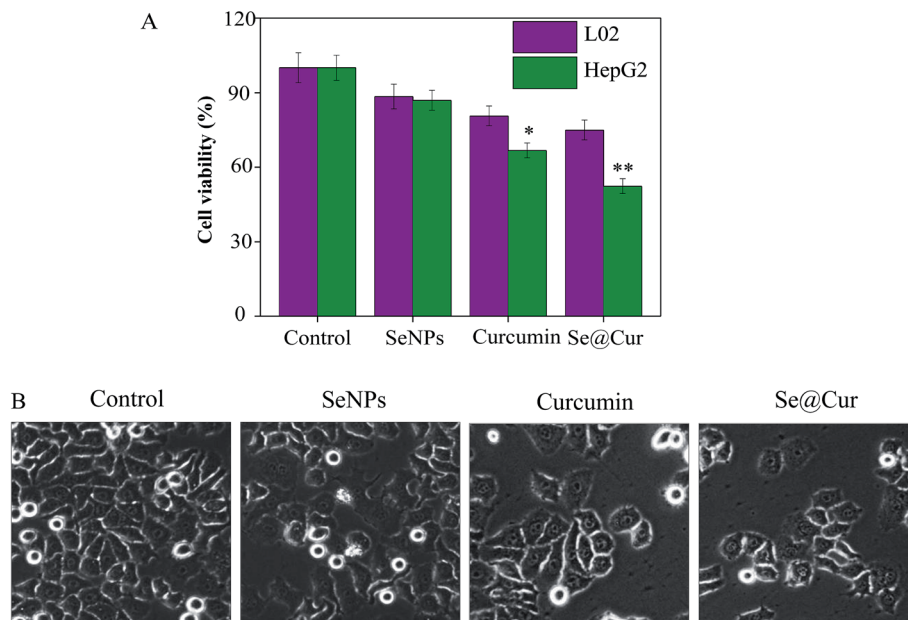 A
120
90
60
30
0
Cell viability (%)
L02
HepG2
*
**
Control SeNPs Curcumin Se@Cur
B
Control SeNPs Curcumin Se@Cur